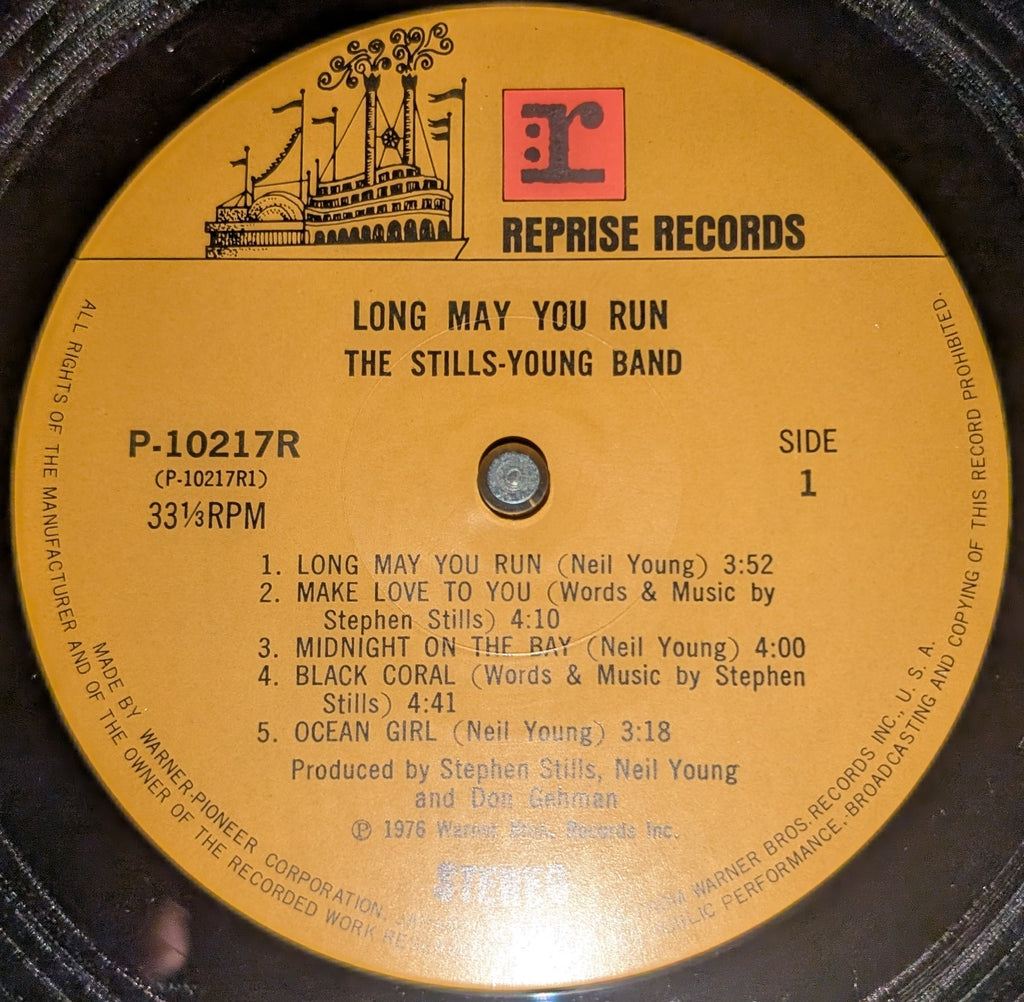 r
REPRISE RECORDS
LONG MAY YOU RUN
THE STILLS-YOUNG BAND
P-10217R
(P-10217R1)
33⅓RPM
SIDE
1
1. LONG MAY YOU RUN (Neil Young) 3:52
2. MAKE LOVE TO YOU (Words & Music by
Stephen Stills) 4:10
3. MIDNIGHT ON THE BAY (Neil Young) 4:00
4. BLACK CORAL (Words & Music by Stephen
Stills) 4:41
5. OCEAN GIRL (Neil Young) 3:18
Produced by Stephen Stills, Neil Young
and Don Gehman
℗ 1976 Warner Bros. Records Inc.
STEREO
ALL RIGHTS OF THE MANUFACTURER AND OF THE OWNER OF THE RECORDED WORK
PERFORMANCE, BROADCASTING AND COPYING OF THIS RECORD PROHIBITED.
MADE BY WARNER-PIONEER CORPORATION,
WARNER BROS. RECORDS INC., U. S. A.